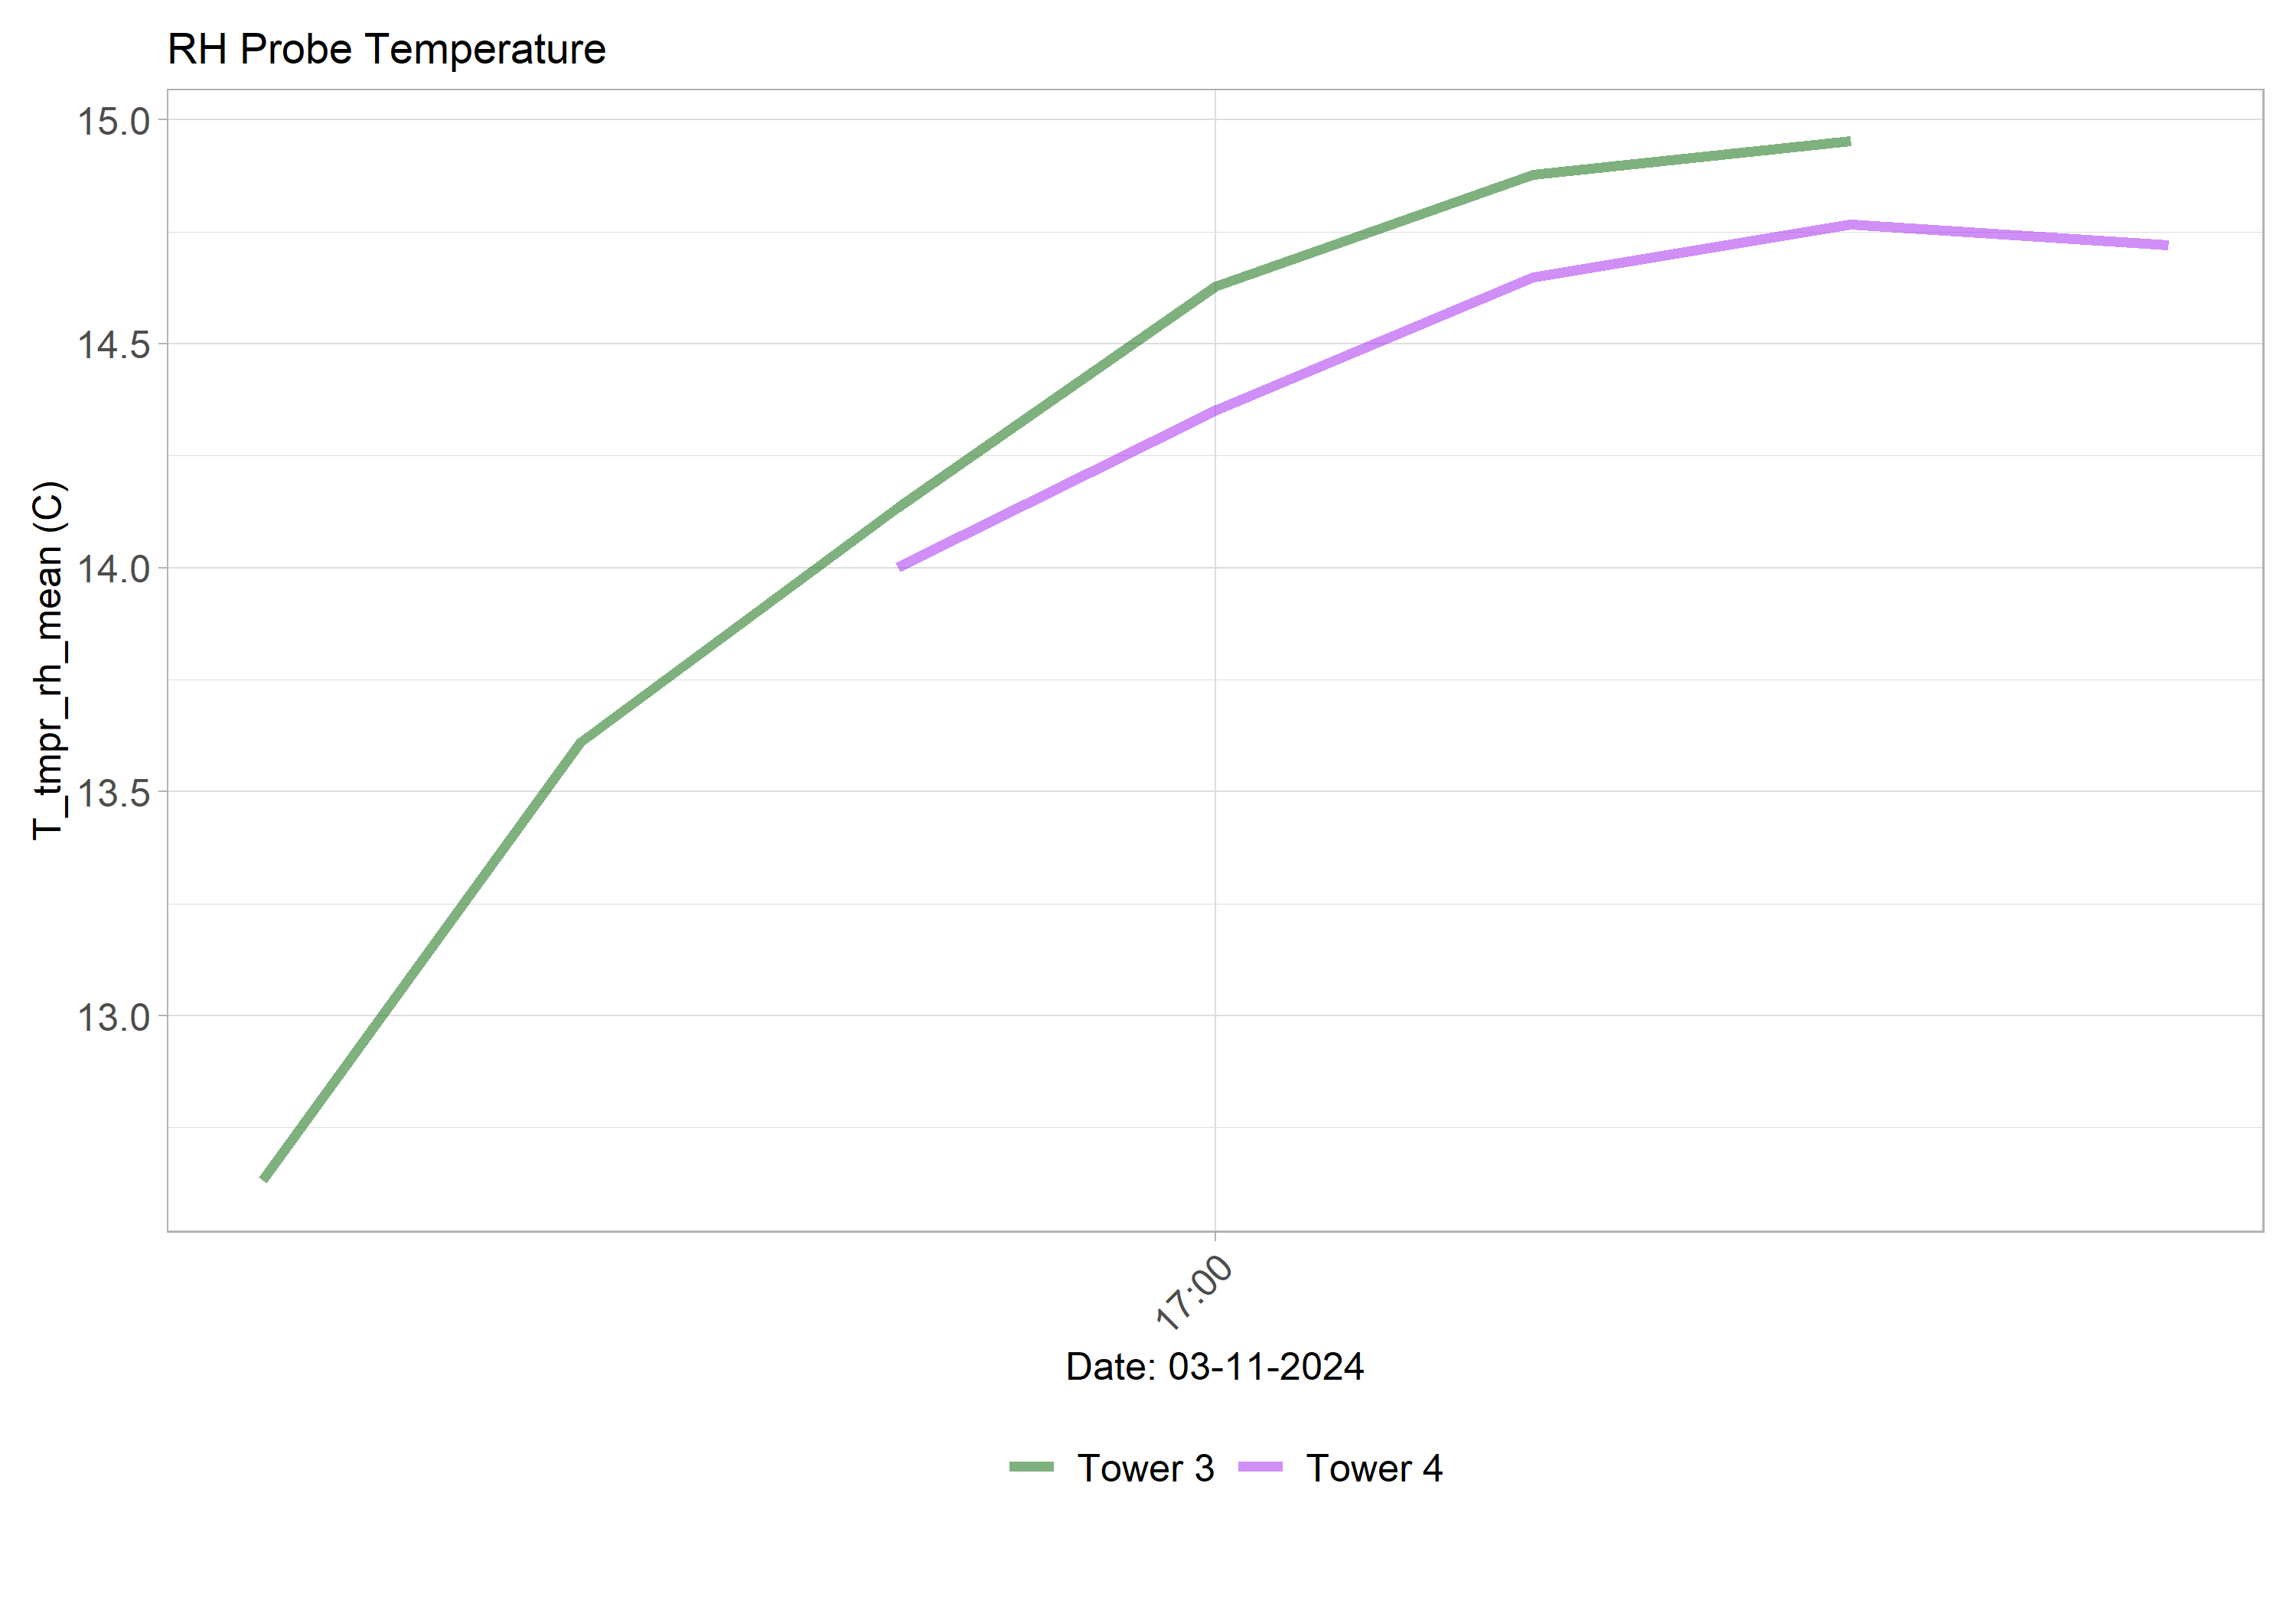 RH Probe Temperature
T_tmpr_rh_mean (C)
15.0
14.5
14.0
13.5
13.0
17:00
Date: 03-11-2024
Tower 3 Tower 4